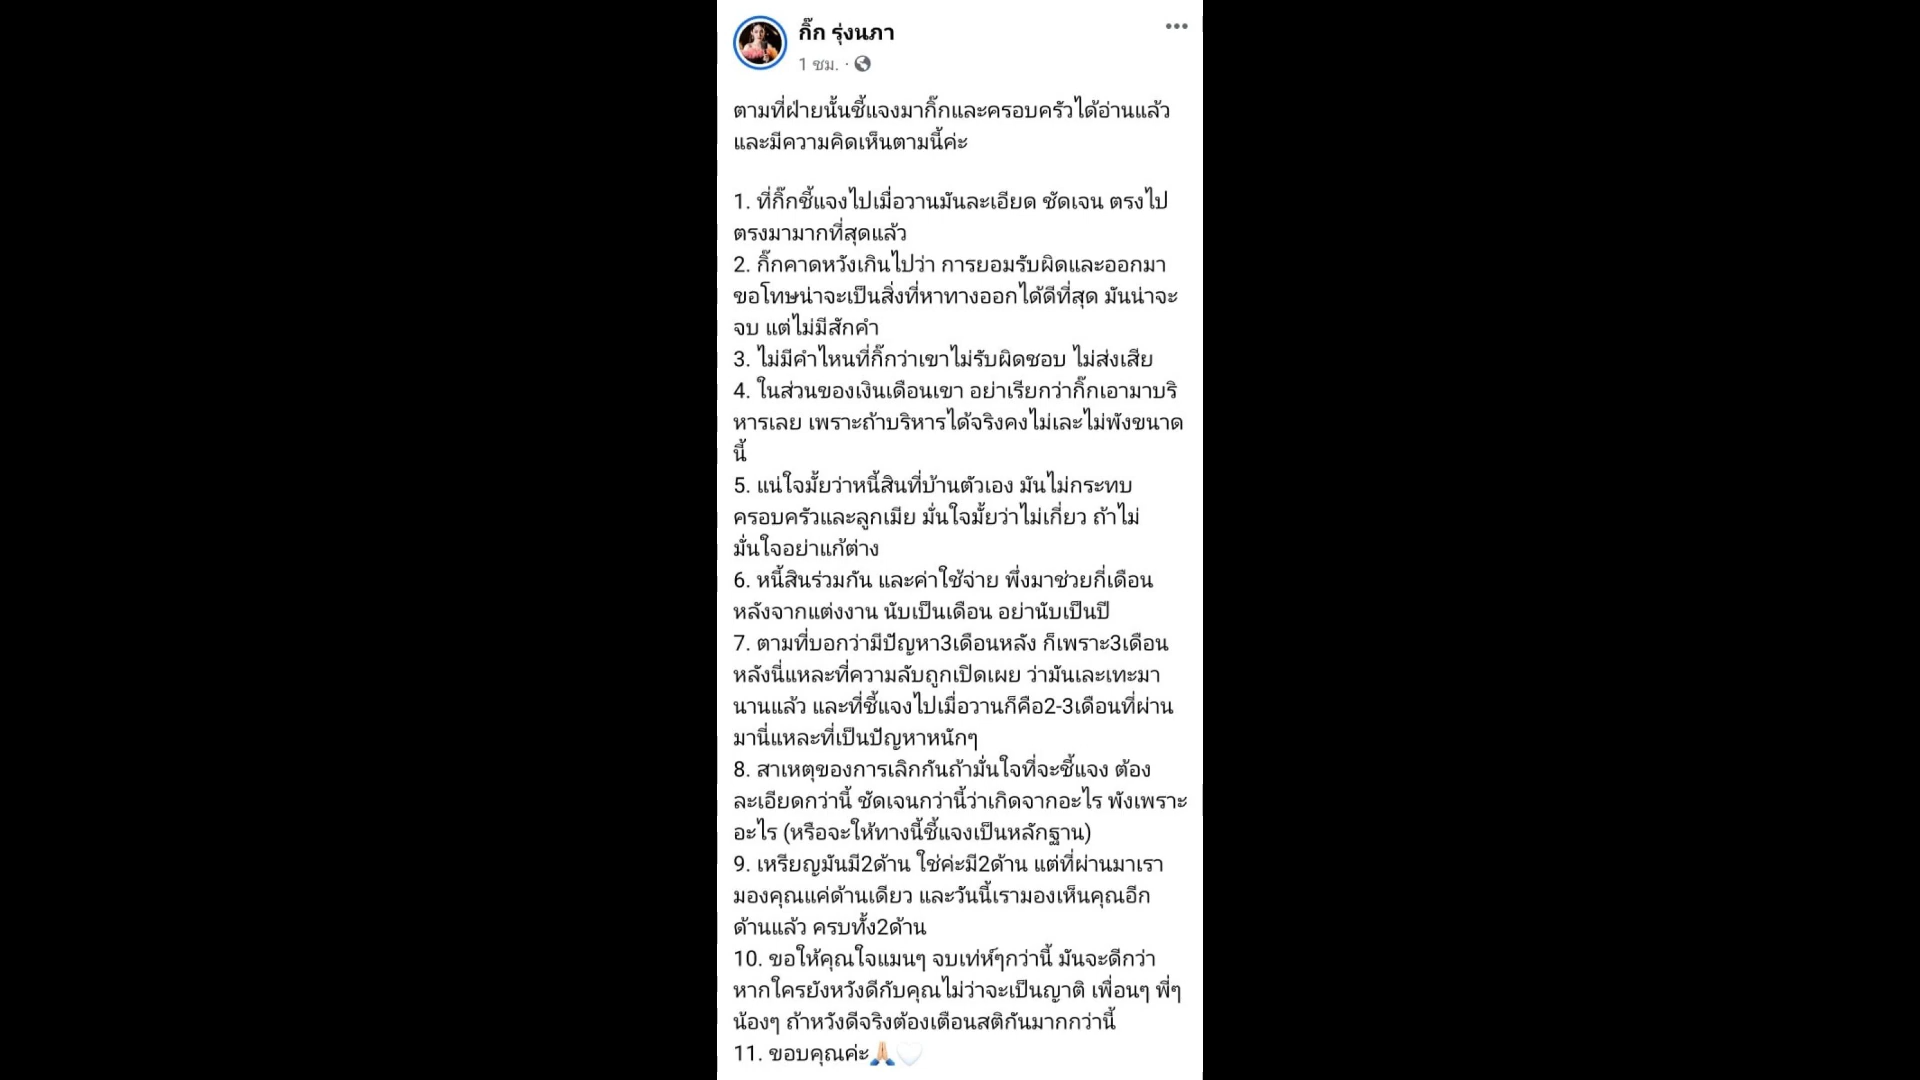 กิ๊ก รุ่งนภา
1 ชม. ·
ตามที่ฝ่ายนั้นชี้แจงมากิ๊กและครอบครัวได้อ่านแล้ว
และมีความคิดเห็นตามนี้ค่ะ
1. ที่กิ๊กชี้แจงไปเมื่อวานมันละเอียด ชัดเจน ตรงไป
ตรงมามากที่สุดแล้ว
2. กิ๊กคาดหวังเกินไปว่า การยอมรับผิดและออกมา
ขอโทษน่าจะเป็นสิ่งที่หาทางออกได้ดีที่สุด มันน่าจะ
จบ แต่ไม่มีสักคำ
3. ไม่มีคำไหนที่กิ๊กว่าเขาไม่รับผิดชอบ ไม่ส่งเสีย
4. ในส่วนของเงินเดือนเขา อย่าเรียกว่ากิ๊กเอามาบริ
หารเลย เพราะถ้าบริหารได้จริงคงไม่เละไม่พังขนาด
นี้
5. แน่ใจมั้ยว่าหนี้สินที่บ้านตัวเอง มันไม่กระทบ
ครอบครัวและลูกเมีย มั่นใจมั้ยว่าไม่เกี่ยว ถ้าไม่
มั่นใจอย่าแก้ต่าง
6. หนี้สินร่วมกัน และค่าใช้จ่าย พึ่งมาช่วยกี่เดือน
หลังจากแต่งงาน นับเป็นเดือน อย่านับเป็นปี
7. ตามที่บอกว่ามีปัญหา3เดือนหลัง ก็เพราะ3เดือน
หลังนี่แหละที่ความลับถูกเปิดเผย ว่ามันเละเทะมา
นานแล้ว และที่ชี้แจงไปเมื่อวานก็คือ2-3เดือนที่ผ่าน
มานี่แหละที่เป็นปัญหาหนักๆ
8. สาเหตุของการเลิกกันถ้ามั่นใจที่จะชี้แจง ต้อง
ละเอียดกว่านี้ ชัดเจนกว่านี้ว่าเกิดจากอะไร พังเพราะ
อะไร (หรือจะให้ทางนี้ชี้แจงเป็นหลักฐาน)
9. เหรียญมันมี2ด้าน ใช่ค่ะมี2ด้าน แต่ที่ผ่านมาเรา
มองคุณแค่ด้านเดียว และวันนี้เรามองเห็นคุณอีก
ด้านแล้ว ครบทั้ง2ด้าน
10. ขอให้คุณใจแมนๆ จบเท่ห์ๆกว่านี้ มันจะดีกว่า
หากใครยังหวังดีกับคุณไม่ว่าจะเป็นญาติ เพื่อนๆ พี่ๆ
น้องๆ ถ้าหวังดีจริงต้องเตือนสติกันมากกว่านี้
11. ขอบคุณค่ะ🙏🏻🤍